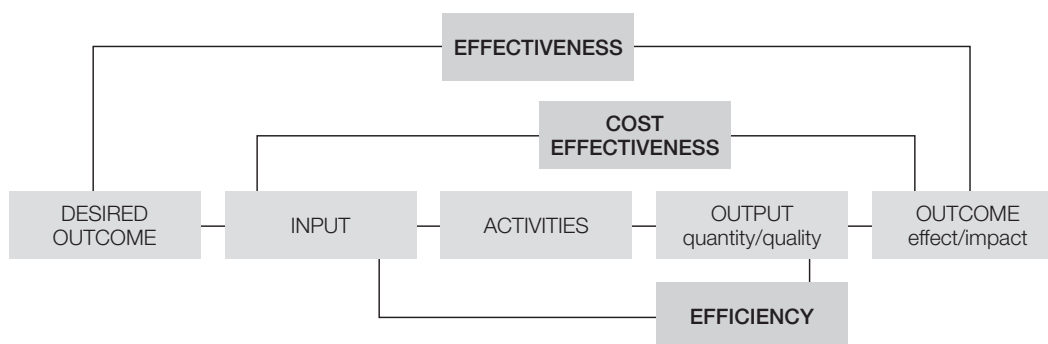 EFFECTIVENESS
COST
EFFECTIVENESS
DESIRED
OUTCOME
INPUT
ACTIVITIES
OUTPUT
quantity/quality
OUTCOME
effect/impact
EFFICIENCY